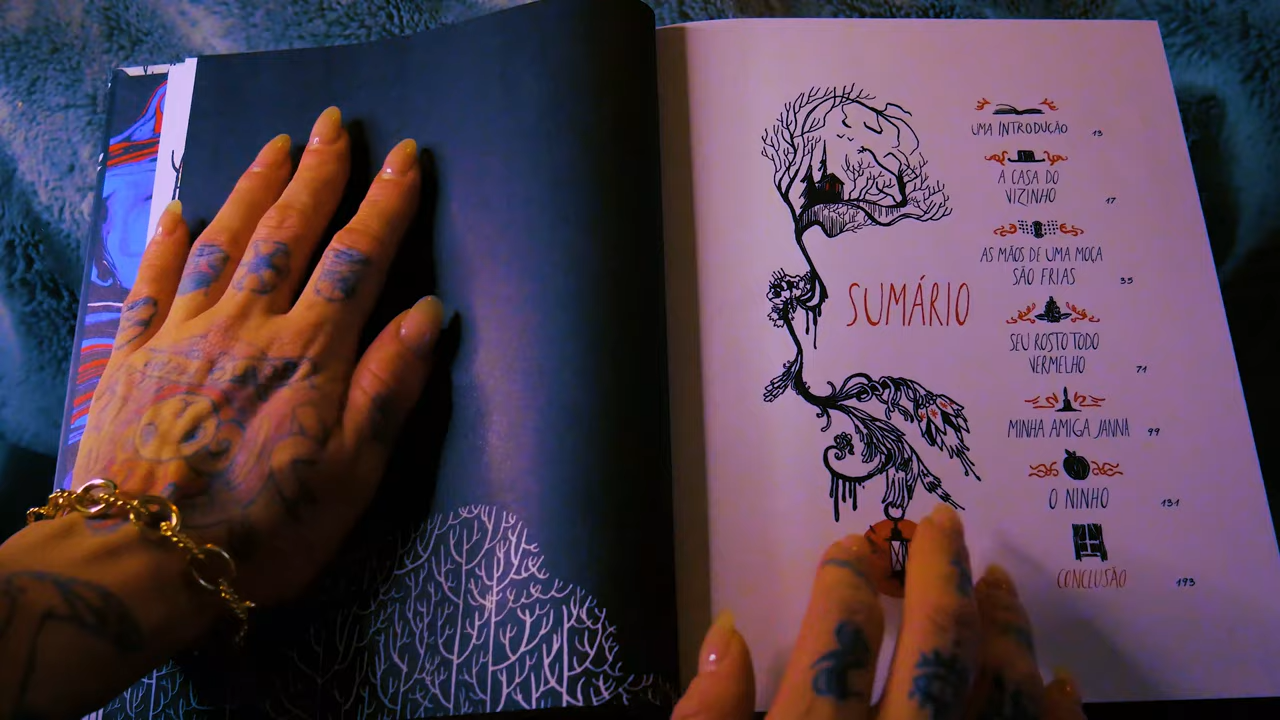 SUMÁRIO
UMA INTRODUÇÃO 13
A CASA DO
VIZINHO 17
AS MÃOS DE UMA MOÇA
SÃO FRIAS 35
SEU ROSTO TODO
VERMELHO 71
MINHA AMIGA JANNA 99
O NINHO 131
CONCLUSÃO 193